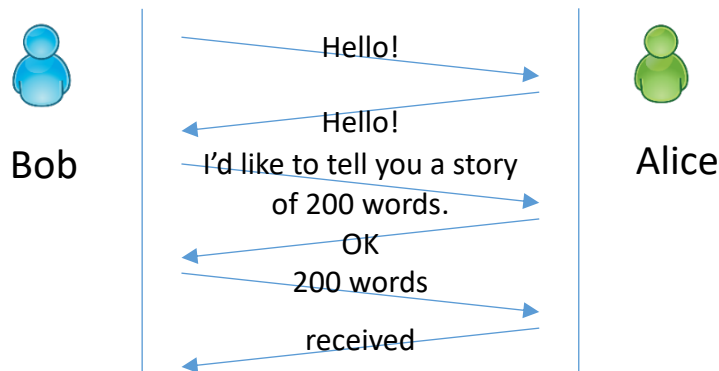 Hello!
Hello!
Bob
I'd like to tell you a story
of 200 words.
Alice
OK
200 words
received